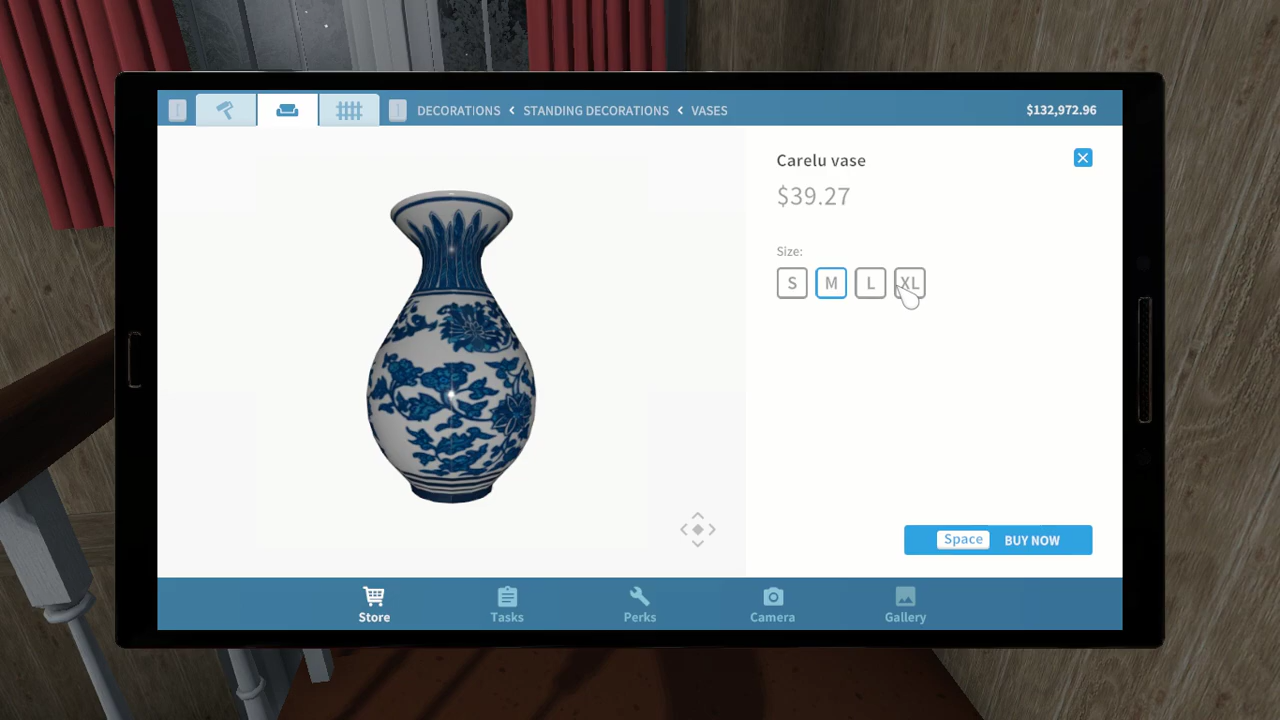 DECORATIONS < STANDING DECORATIONS < VASES
$132,972.96
Carelu vase
$39.27
Size:
S M L XL
Space BUY NOW
Store Tasks Perks Camera Gallery